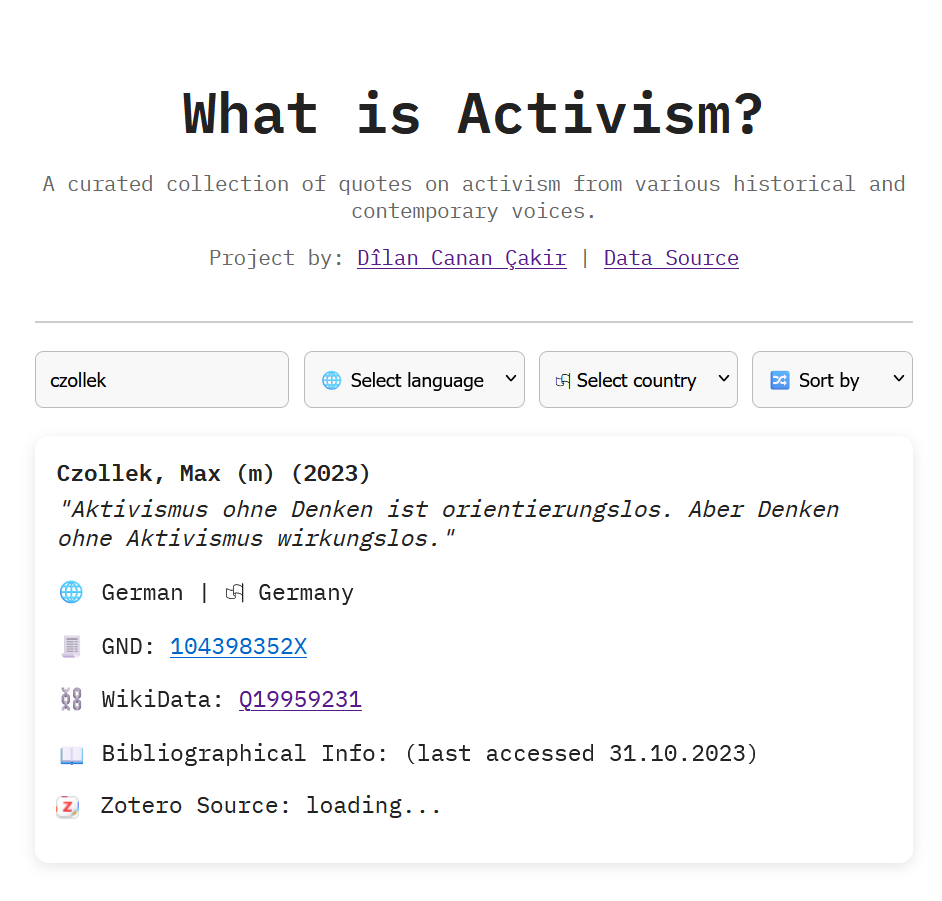 What is Activism?
A curated collection of quotes on activism from various historical and
contemporary voices.
Project by: Dîlan Canan Çakir | Data Source
czollek
Select language
Select country
Sort by
Czollek, Max (m) (2023)
"Aktivismus ohne Denken ist orientierungslos. Aber Denken
ohne Aktivismus wirkungslos."
German | Germany
GND: 104398352X
WikiData: Q19959231
Bibliographical Info: (last accessed 31.10.2023)
Z Zotero Source: loading...